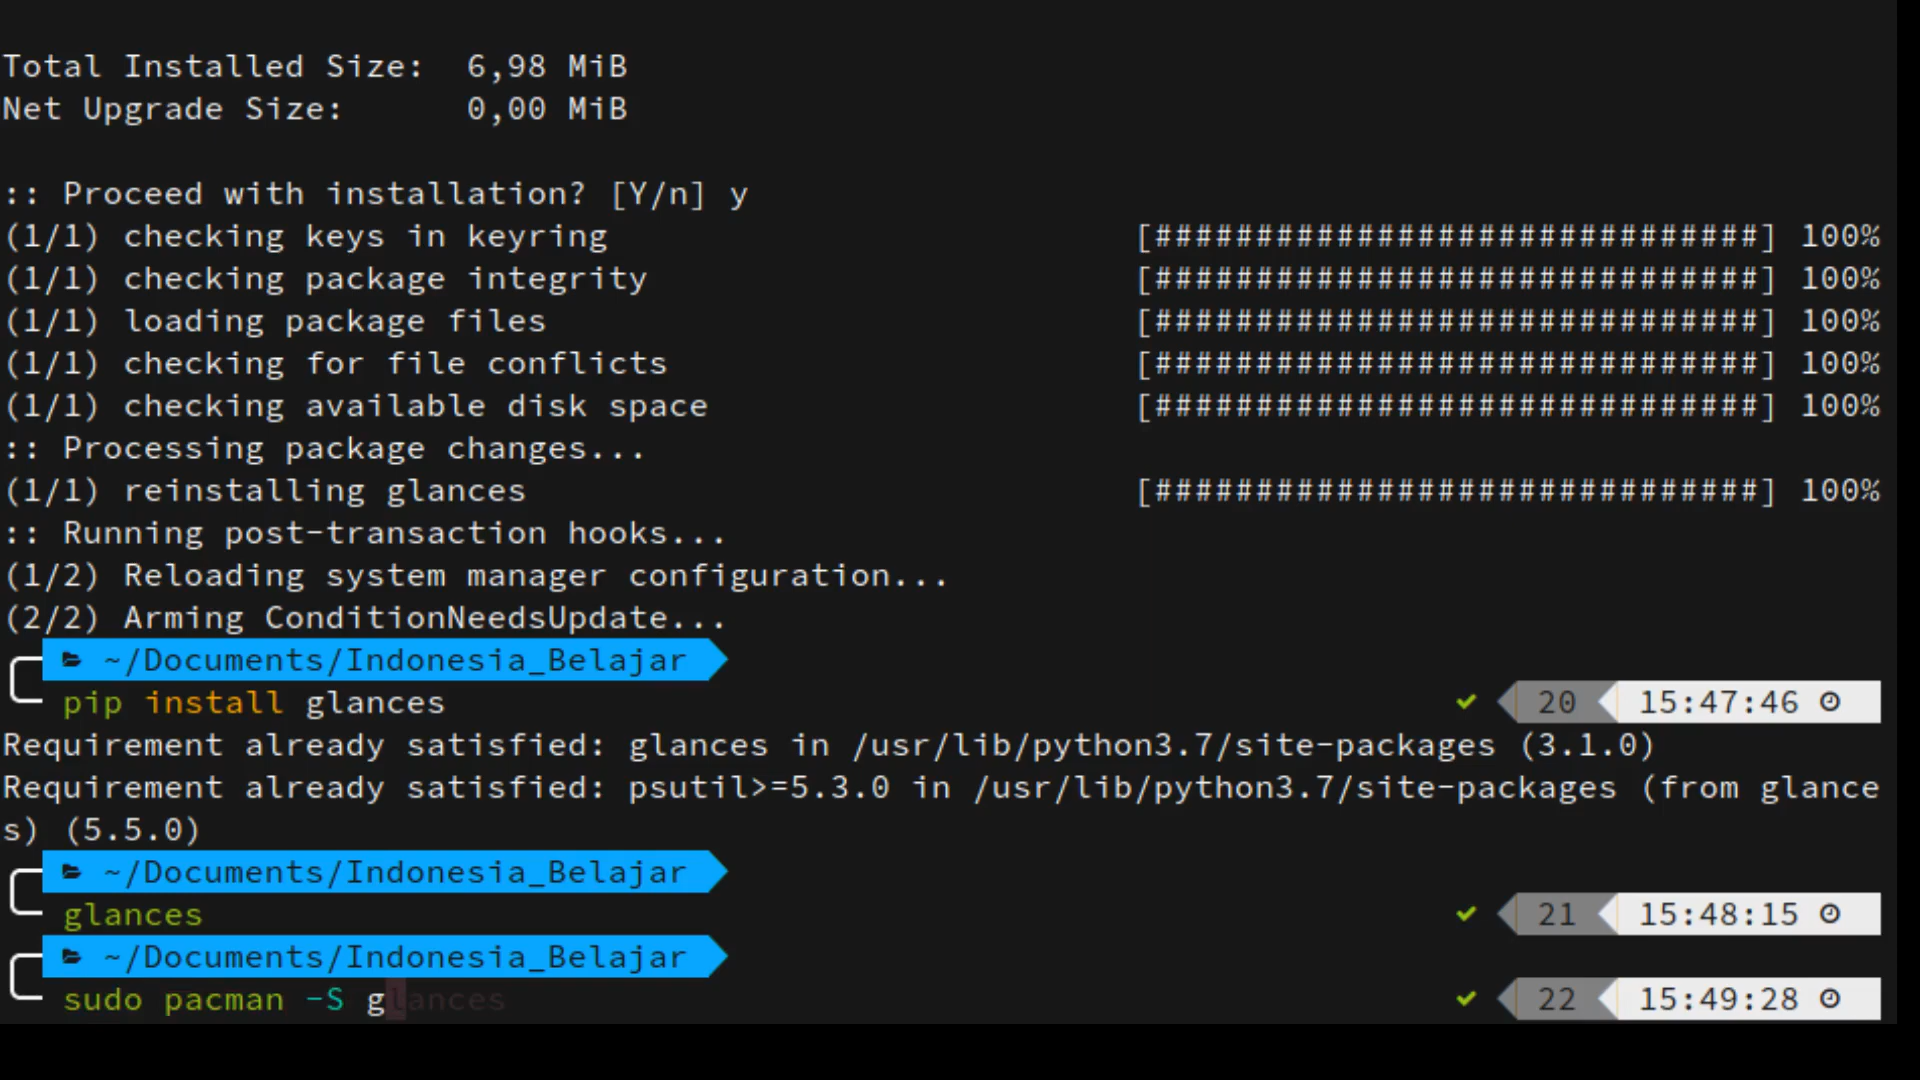 Total Installed Size:  6,98 MiB
Net Upgrade Size:      0,00 MiB
:: Proceed with installation? [Y/n] y
(1/1) checking keys in keyring [##############################] 100%
(1/1) checking package integrity [##############################] 100%
(1/1) loading package files [##############################] 100%
(1/1) checking for file conflicts [##############################] 100%
(1/1) checking available disk space [##############################] 100%
:: Processing package changes...
(1/1) reinstalling glances [##############################] 100%
:: Running post-transaction hooks...
(1/2) Reloading system manager configuration...
(2/2) Arming ConditionNeedsUpdate...
~/Documents/Indonesia_Belajar
pip install glances ✔ 20 15:47:46
Requirement already satisfied: glances in /usr/lib/python3.7/site-packages (3.1.0)
Requirement already satisfied: psutil>=5.3.0 in /usr/lib/python3.7/site-packages (from glance
s) (5.5.0)
~/Documents/Indonesia_Belajar
glances ✔ 21 15:48:15
~/Documents/Indonesia_Belajar
sudo pacman -S glances ✔ 22 15:49:28